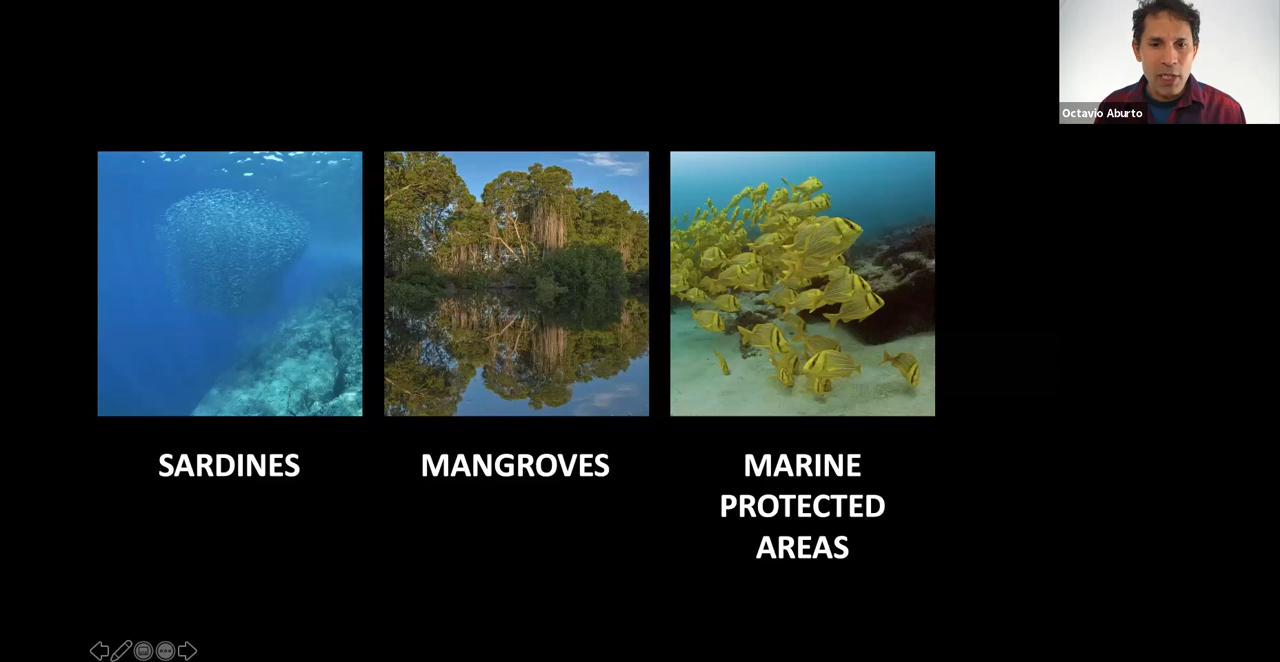 Octavio Aburto
SARDINES
MANGROVES
MARINE
PROTECTED
AREAS